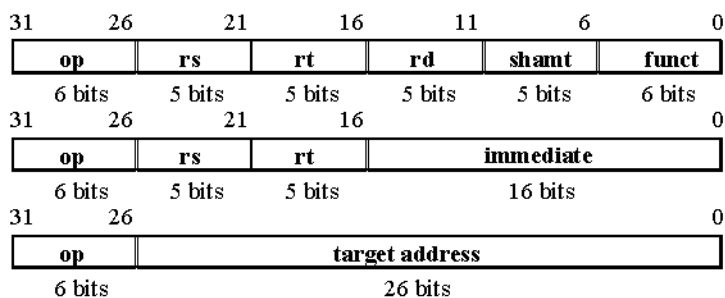 31 26 21 16 11 6 0
op rs rt rd shamt funct
6 bits 5 bits 5 bits 5 bits 5 bits 6 bits
31 26 21 16 0
op rs rt immediate
6 bits 5 bits 5 bits 16 bits
31 26 0
op target address
6 bits 26 bits